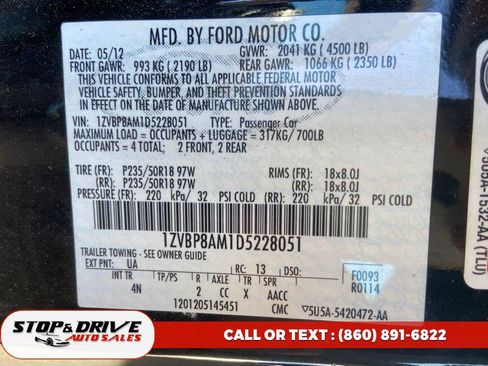 MFD. BY FORD MOTOR CO.
DATE: 05/12 GVWR: 2041 KG ( 4500 LB)
FRONT GAWR: 993 KG ( 2190 LB) REAR GAWR: 1066 KG ( 2350 LB)
THIS VEHICLE CONFORMS TO ALL APPLICABLE FEDERAL MOTOR
VEHICLE SAFETY, BUMPER, AND THEFT PREVENTION STANDARDS
IN EFFECT ON THE DATE OF MANUFACTURE SHOWN ABOVE.
VIN: 1ZVBP8AM1D5228051 TYPE: Passenger Car
MAXIMUM LOAD = OCCUPANTS + LUGGAGE = 317KG/ 700LB
OCCUPANTS = 4 TOTAL; 2 FRONT, 2 REAR
TIRE (FR): P235/50R18 97W RIMS (FR): 18x8.0J
TIRE (R): P235/50R18 97W RIMS (R): 18x8.0J
PRESSURE (FR): 220 kPa/ 32 PSI COLD (R): 220 kPa/ 32 PSI COLD
1ZVBP8AM1D5228051
TRAILER TOWING - SEE OWNER GUIDE
EXT PNT: UA RC: 13 DSO: F0093
INT TR TP/PS R AXLE TR SPR R0114
4N 2 CC X AACC
1201205145451 CMC ▽5U5A-5420472-AA
STOP & DRIVE
AUTO SALES
CALL OR TEXT : (860) 891-6822